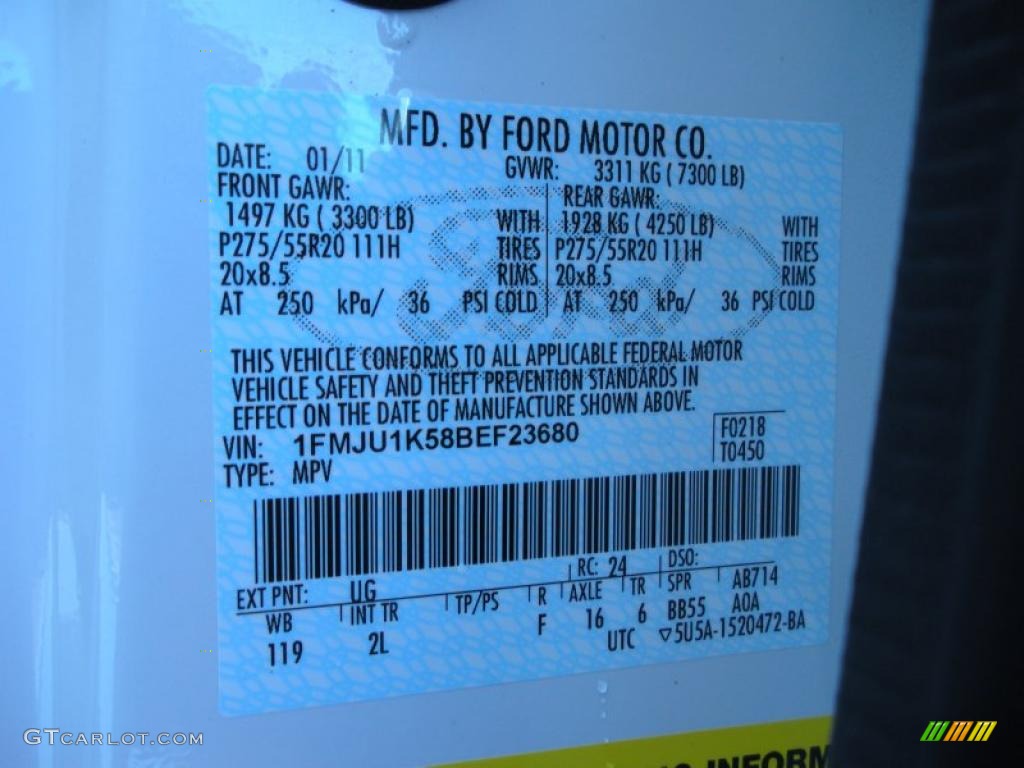 MFD. BY FORD MOTOR CO.
DATE: 01/11 GVWR: 3311 KG ( 7300 LB)
FRONT GAWR: REAR GAWR:
1497 KG ( 3300 LB) WITH 1928 KG ( 4250 LB) WITH
P275/55R20 111H TIRES P275/55R20 111H TIRES
20x8.5 RIMS 20x8.5 RIMS
AT 250 kPa/ 36 PSI COLD AT 250 kPa/ 36 PSI COLD
THIS VEHICLE CONFORMS TO ALL APPLICABLE FEDERAL MOTOR
VEHICLE SAFETY AND THEFT PREVENTION STANDARDS IN
EFFECT ON THE DATE OF MANUFACTURE SHOWN ABOVE.
VIN: 1FMJU1K58BEF23680 F0218
TYPE: MPV T0450
EXT PNT: UG RC: 24 DSO:
WB INT TR TP/PS R AXLE TR SPR AB714
119 2L F 16 6 BB55 A0A
UTC ▽5U5A-1520472-BA
INFORM
GTCARLOT.COM